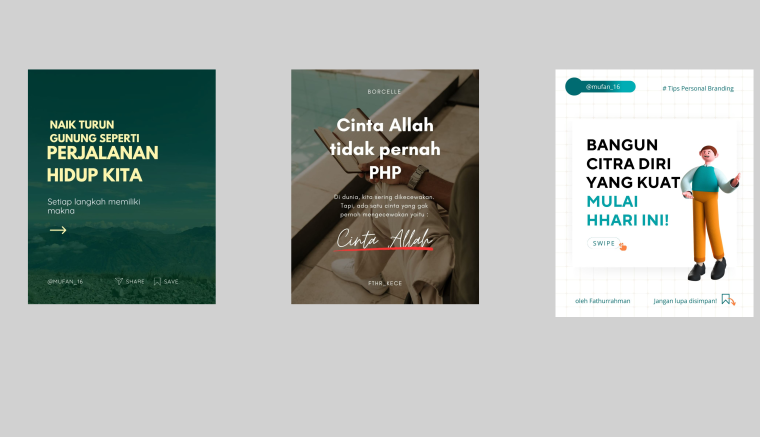 NAIK TURUN
GUNUNG SEPERTI
PERJALANAN
HIDUP KITA
Setiap langkah memiliki
makna
@MUFAN_16
SHARE
SAVE
BORCELLE
Cinta Allah
tidak pernah
PHP
Di dunia, kita sering dikecewakan.
Tapi, ada satu cinta yang gak
pernah mengecewakan yaitu :
Cinta Allah
FTHR_KECE
@mufan_16
# Tips Personal Branding
BANGUN
CITRA DIRI
YANG KUAT
MULAI
HHARI INI!
SWIPE
oleh Fathurrahman
Jangan lupa disimpan!